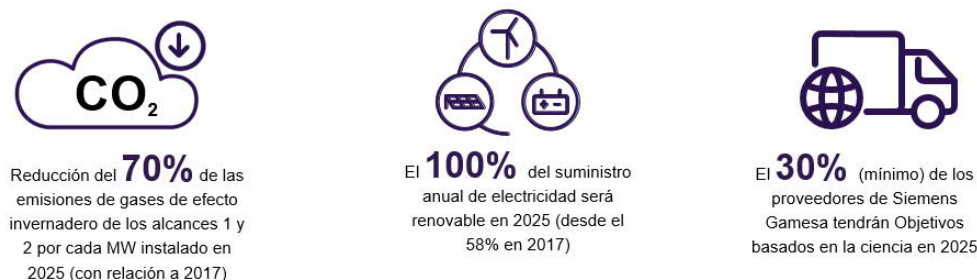 CO₂
Reducción del 70% de las
emisiones de gases de efecto
invernadero de los alcances 1 y
2 por cada MW instalado en
2025 (con relación a 2017)
El 100% del suministro
anual de electricidad será
renovable en 2025 (desde el
58% en 2017)
El 30% (mínimo) de los
proveedores de Siemens
Gamesa tendrán Objetivos
basados en la ciencia en 2025